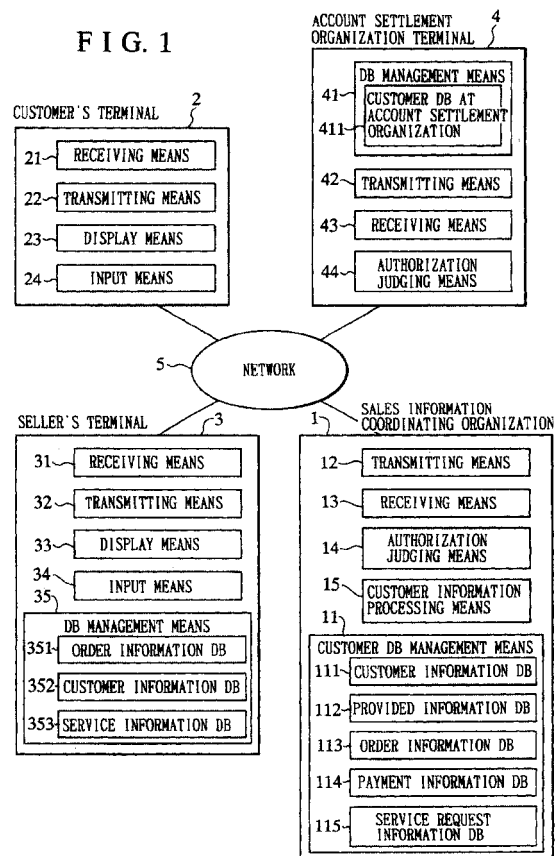 FIG. 1
ACCOUNT SETTLEMENT
ORGANIZATION TERMINAL
4
DB MANAGEMENT MEANS
41
CUSTOMER DB AT
ACCOUNT SETTLEMENT
ORGANIZATION
411
42
TRANSMITTING MEANS
43
RECEIVING MEANS
44
AUTHORIZATION
JUDGING MEANS
CUSTOMER'S TERMINAL
2
21
RECEIVING MEANS
22
TRANSMITTING MEANS
23
DISPLAY MEANS
24
INPUT MEANS
5
NETWORK
SELLER'S TERMINAL
3
31
RECEIVING MEANS
32
TRANSMITTING MEANS
33
DISPLAY MEANS
34
INPUT MEANS
35
DB MANAGEMENT MEANS
351
ORDER INFORMATION DB
352
CUSTOMER INFORMATION DB
353
SERVICE INFORMATION DB
SALES INFORMATION
COORDINATING ORGANIZATION
1
12
TRANSMITTING MEANS
13
RECEIVING MEANS
14
AUTHORIZATION
JUDGING MEANS
15
CUSTOMER INFORMATION
PROCESSING MEANS
11
CUSTOMER DB MANAGEMENT MEANS
111
CUSTOMER INFORMATION DB
112
PROVIDED INFORMATION DB
113
ORDER INFORMATION DB
114
PAYMENT INFORMATION DB
115
SERVICE REQUEST
INFORMATION DB